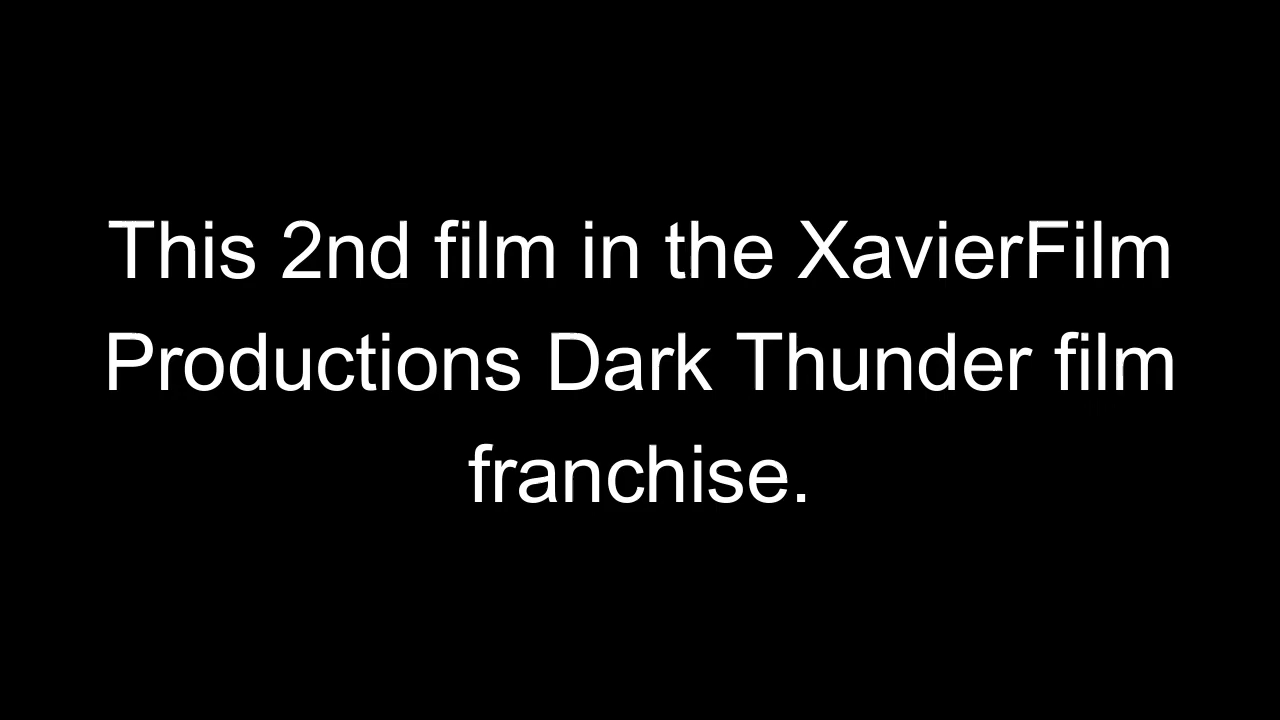 This 2nd film in the XavierFilm
Productions Dark Thunder film
franchise.